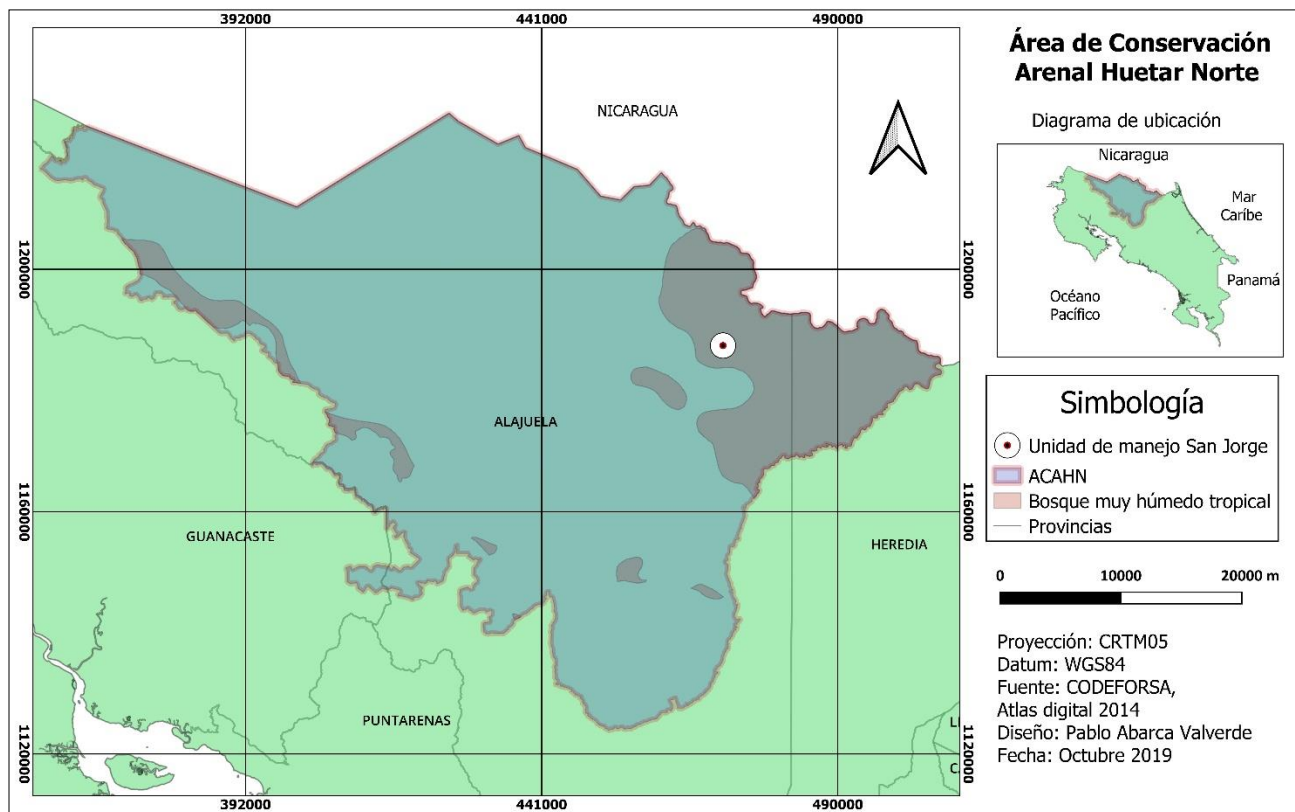 392000
441000
490000
NICARAGUA
1200000
1200000
ALAJUELA
1160000
1160000
GUANACASTE
HEREDIA
PUNTARENAS
1120000
1120000
392000
441000
490000
Área de Conservación
Arenal Huetar Norte
Diagrama de ubicación
Nicaragua
Mar
Caríbe
Panamá
Océano
Pacífico
Simbología
Unidad de manejo San Jorge
ACAHN
Bosque muy húmedo tropical
Provincias
0
10000
20000 m
Proyección: CRTM05
Datum: WGS84
Fuente: CODEFORSA,
Atlas digital 2014
Diseño: Pablo Abarca Valverde
Fecha: Octubre 2019